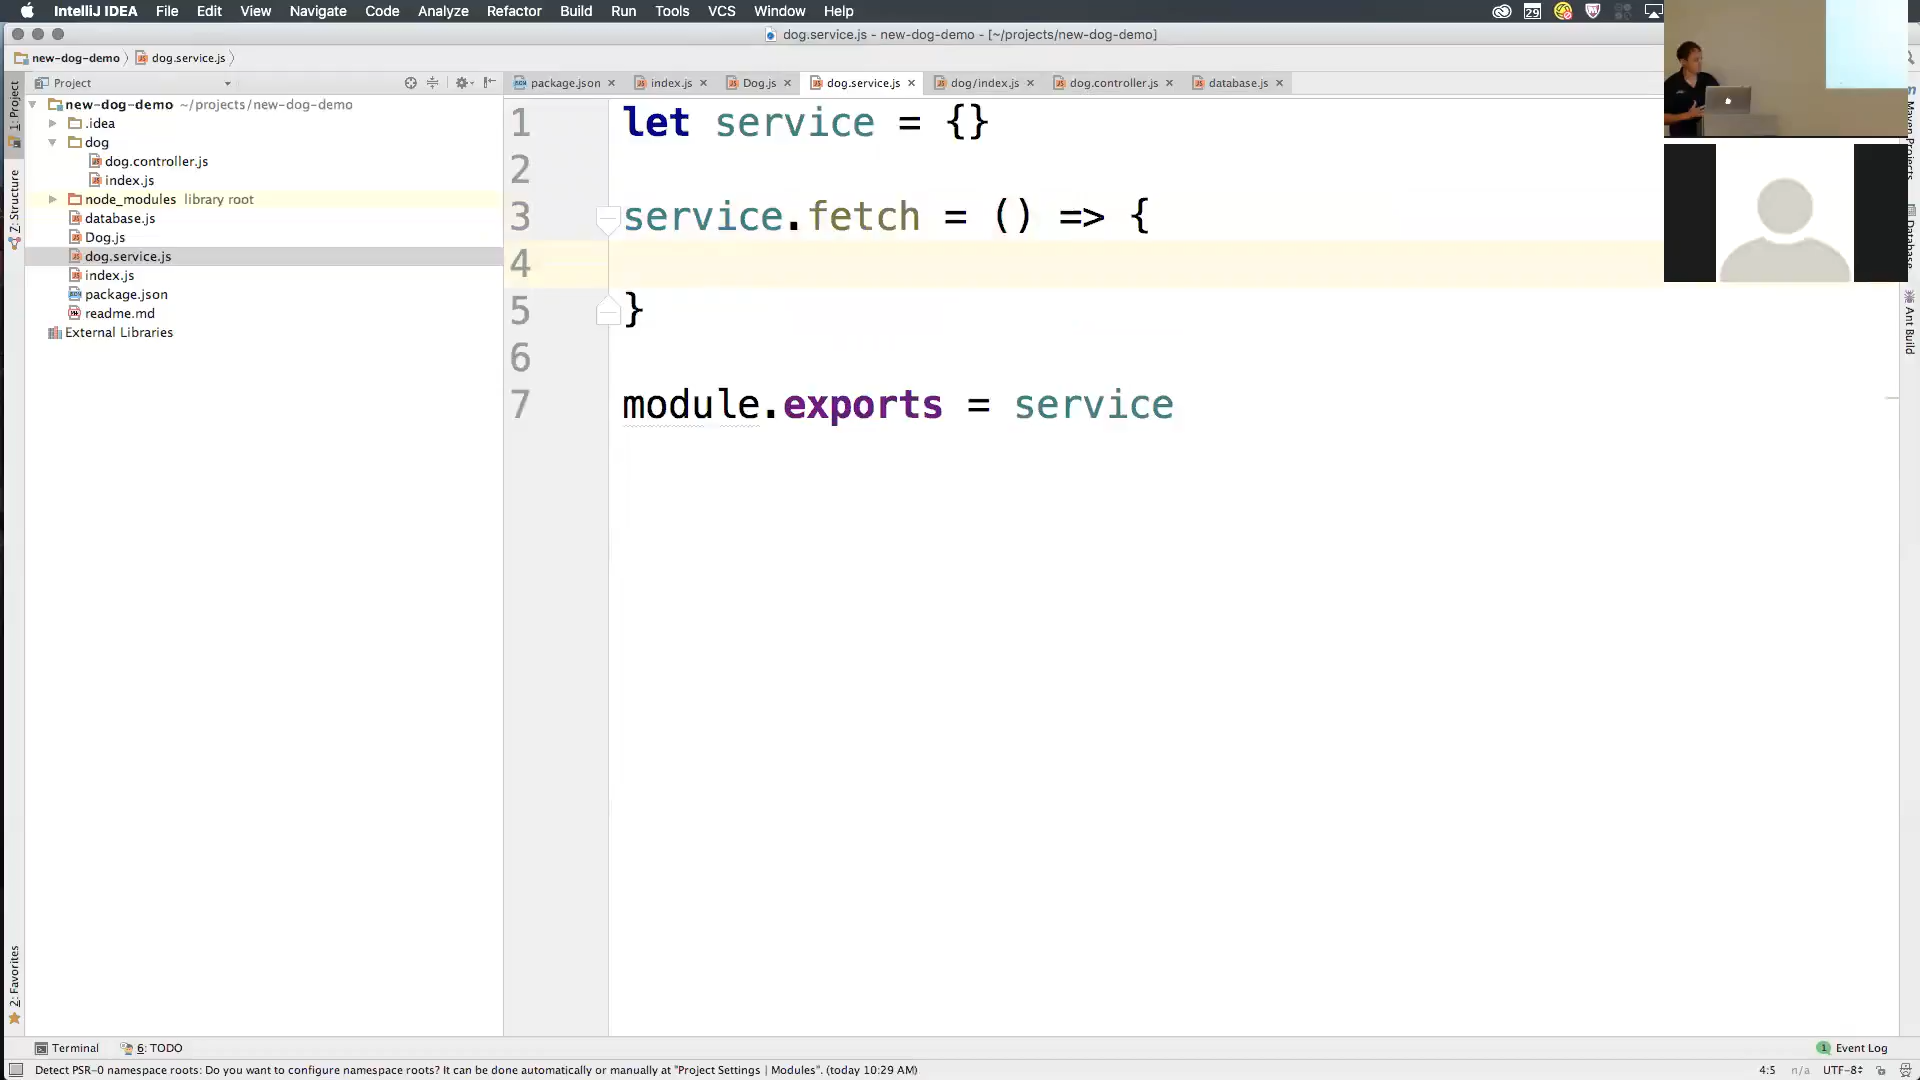 IntelliJ IDEA File Edit View Navigate Code Analyze Refactor Build Run Tools VCS Window Help 29
dog.service.js - new-dog-demo - [~/projects/new-dog-demo]
new-dog-demo dog.service.js
Project
package.json index.js Dog.js dog.service.js dog/index.js dog.controller.js database.js
1: Project
7: Structure
2: Favorites
new-dog-demo ~/projects/new-dog-demo
.idea
dog
dog.controller.js
index.js
node_modules library root
database.js
Dog.js
dog.service.js
index.js
package.json
readme.md
External Libraries
1 let service = {}
2
3 service.fetch = () => {
4
5 }
6
7 module.exports = service
Maven Projects
Database
Ant Build
Terminal 6: TODO
1 Event Log
Detect PSR-0 namespace roots: Do you want to configure namespace roots? It can be done automatically or manually at "Project Settings | Modules". (today 10:29 AM)
4:5 n/a UTF-8